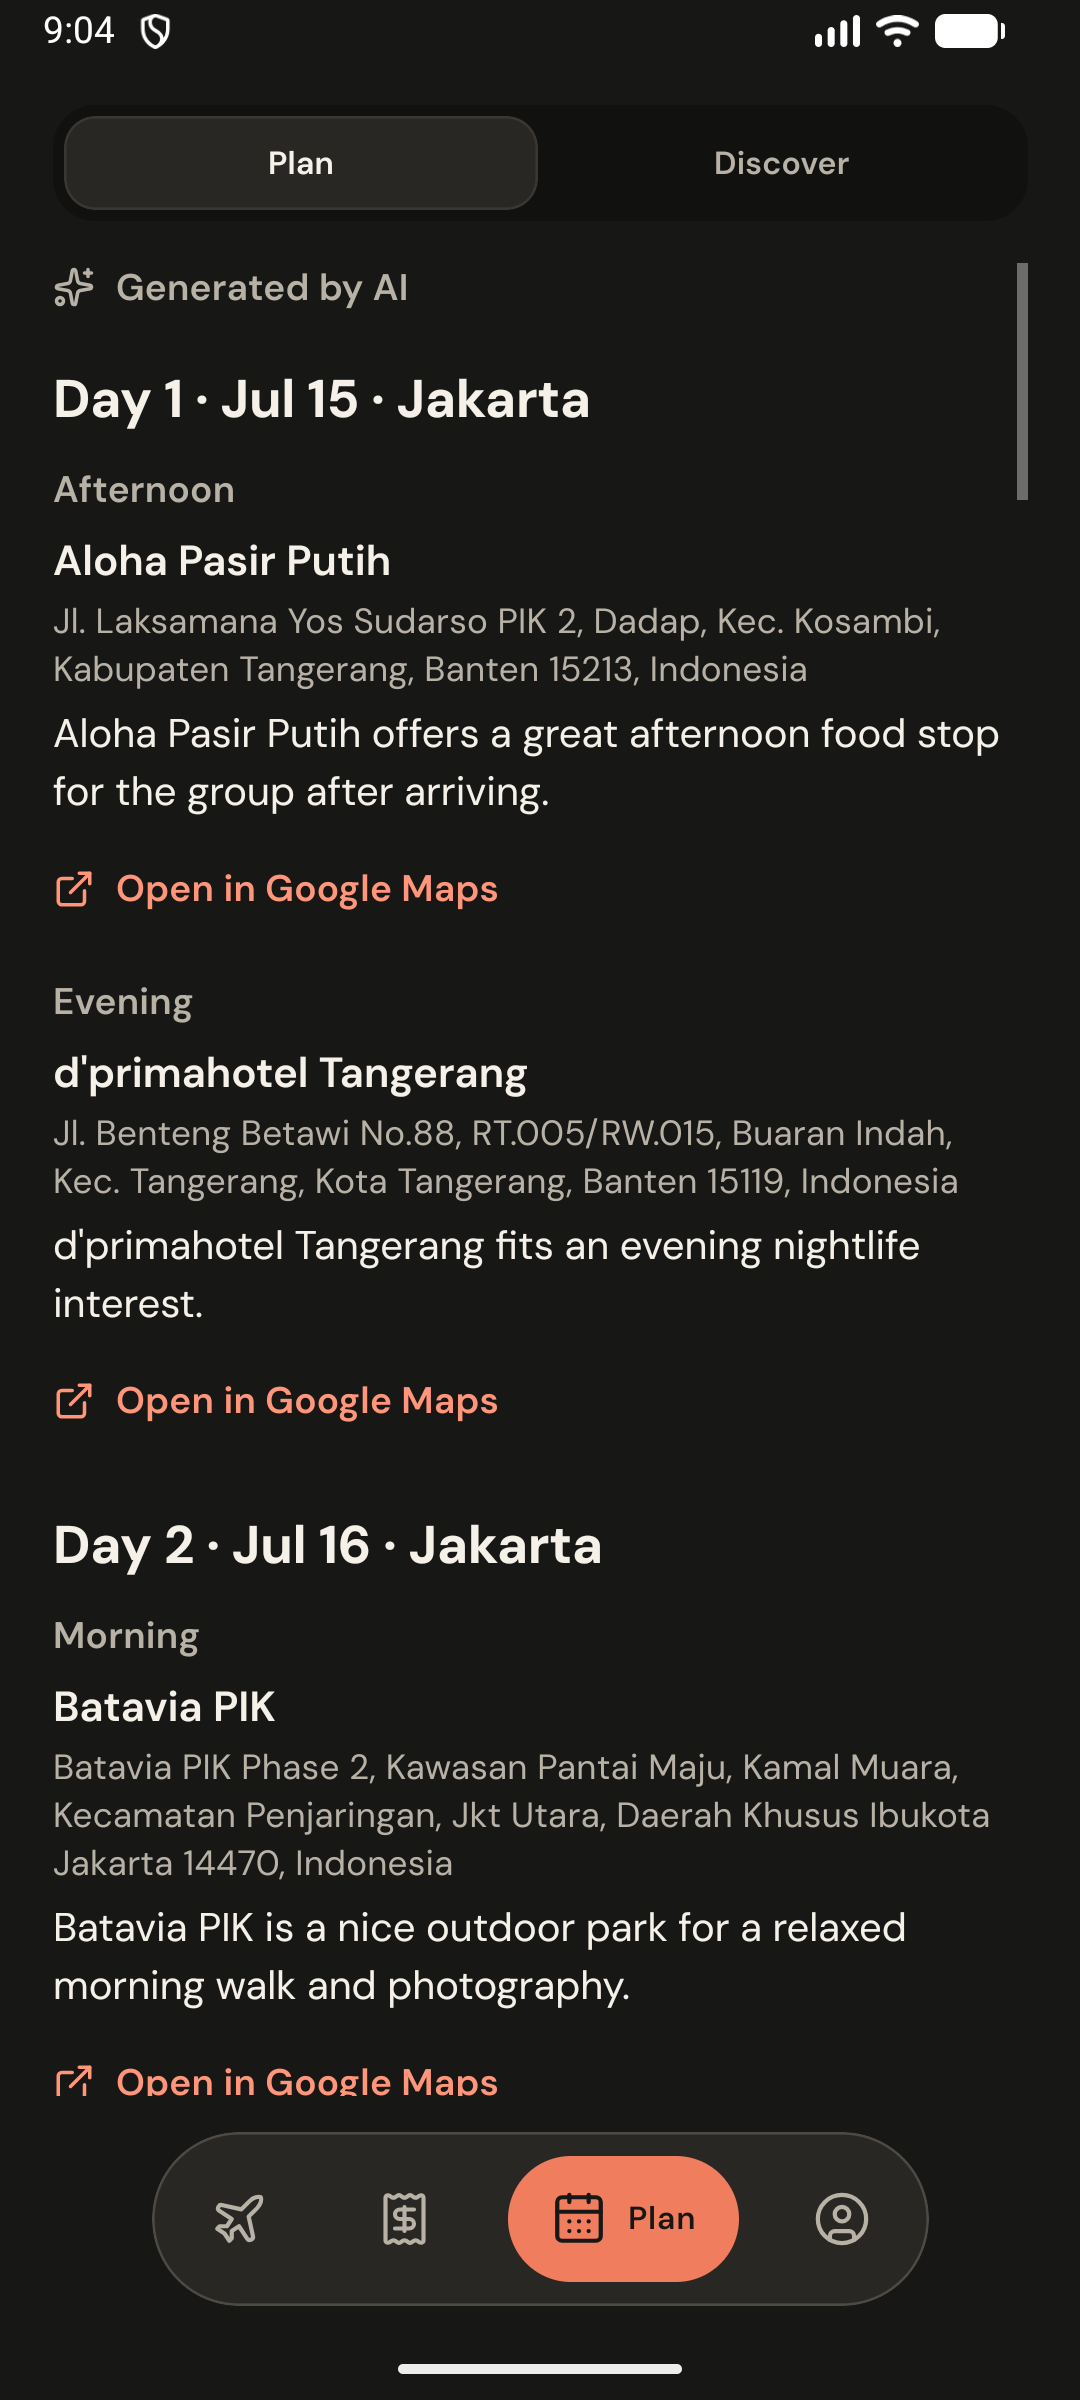 9:04
Plan
Discover
Generated by AI
Day 1 · Jul 15 · Jakarta
Afternoon
Aloha Pasir Putih
Jl. Laksamana Yos Sudarso PIK 2, Dadap, Kec. Kosambi,
Kabupaten Tangerang, Banten 15213, Indonesia
Aloha Pasir Putih offers a great afternoon food stop
for the group after arriving.
Open in Google Maps
Evening
d'primahotel Tangerang
Jl. Benteng Betawi No.88, RT.005/RW.015, Buaran Indah,
Kec. Tangerang, Kota Tangerang, Banten 15119, Indonesia
d'primahotel Tangerang fits an evening nightlife
interest.
Open in Google Maps
Day 2 · Jul 16 · Jakarta
Morning
Batavia PIK
Batavia PIK Phase 2, Kawasan Pantai Maju, Kamal Muara,
Kecamatan Penjaringan, Jkt Utara, Daerah Khusus Ibukota
Jakarta 14470, Indonesia
Batavia PIK is a nice outdoor park for a relaxed
morning walk and photography.
Open in Google Maps
Plan